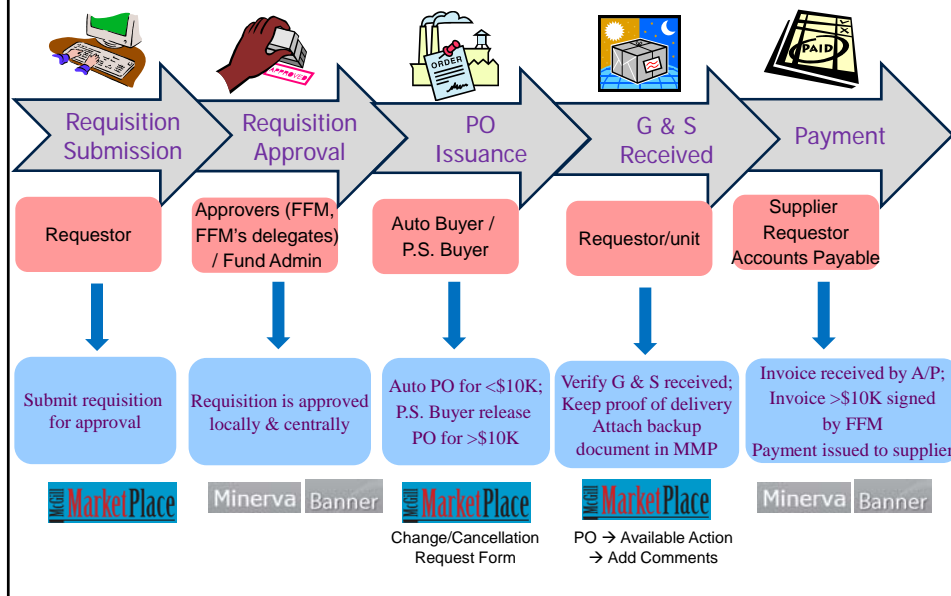 ORDER
APPROVED
PAID
Requisition
Submission
Requisition
Approval
PO
Issuance
G & S
Received
Payment
Requestor
Approvers (FFM,
FFM's delegates)
/ Fund Admin
Auto Buyer /
P.S. Buyer
Requestor/unit
Supplier
Requestor
Accounts Payable
Submit requisition
for approval
Requisition is approved
locally & centrally
Auto PO for <$10K;
P.S. Buyer release
PO for >$10K
Verify G & S received;
Keep proof of delivery
Attach backup
document in MMP
Invoice received by A/P;
Invoice >$10K signed
by FFM
Payment issued to supplier
McGill MarketPlace
Minerva Banner
McGill MarketPlace
McGill MarketPlace
Minerva Banner
Change/Cancellation
Request Form
PO → Available Action
→ Add Comments